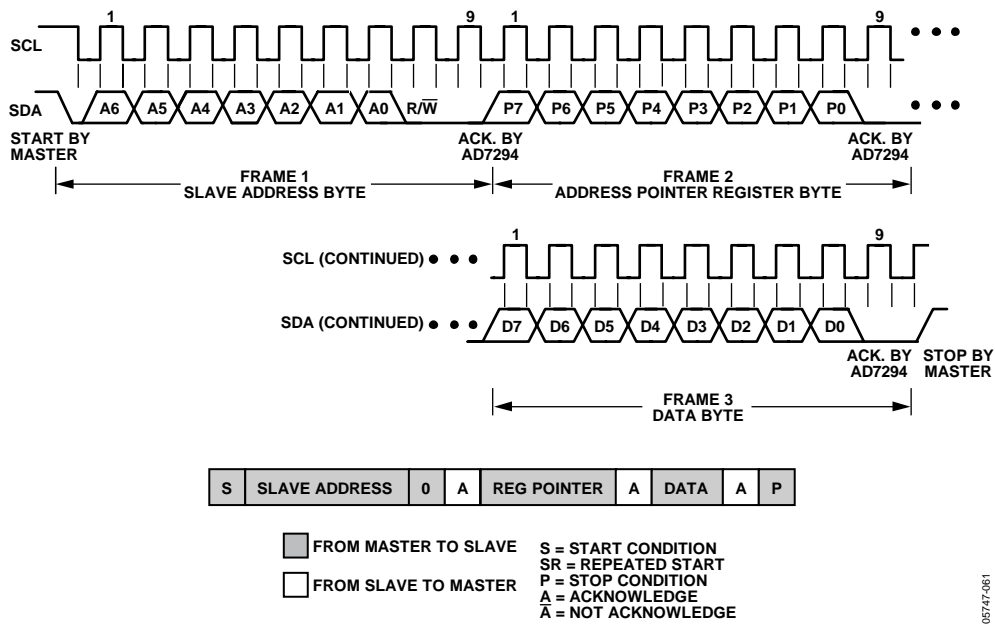 1 9 1 9
SCL
SDA A6 A5 A4 A3 A2 A1 A0 R/W̅ P7 P6 P5 P4 P3 P2 P1 P0
START BY MASTER
ACK. BY AD7294
ACK. BY AD7294
FRAME 1
SLAVE ADDRESS BYTE
FRAME 2
ADDRESS POINTER REGISTER BYTE
1 9
SCL (CONTINUED)
SDA (CONTINUED) D7 D6 D5 D4 D3 D2 D1 D0
ACK. BY AD7294
STOP BY MASTER
FRAME 3
DATA BYTE
S SLAVE ADDRESS 0 A REG POINTER A DATA A P
FROM MASTER TO SLAVE
FROM SLAVE TO MASTER
S = START CONDITION
SR = REPEATED START
P = STOP CONDITION
A = ACKNOWLEDGE
A̅ = NOT ACKNOWLEDGE
05747-061